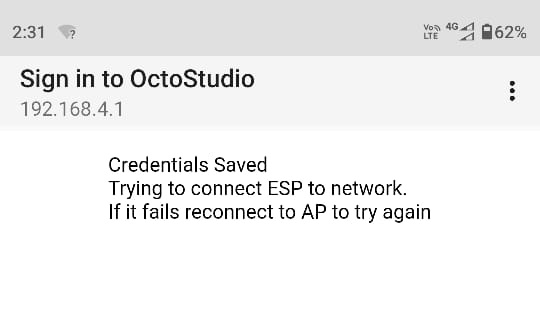 2:31 ? Vo LTE 4G 62%
Sign in to OctoStudio
192.168.4.1
Credentials Saved
Trying to connect ESP to network.
If it fails reconnect to AP to try again